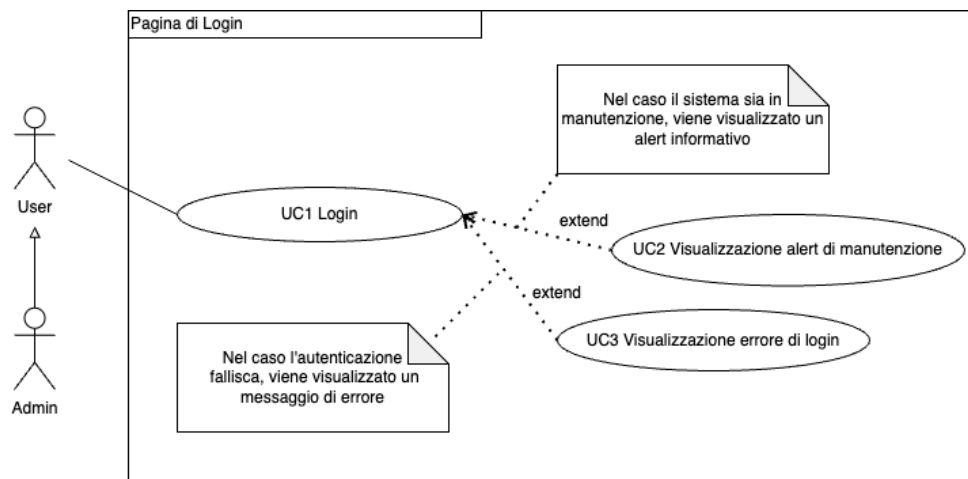 Pagina di Login
Nel caso il sistema sia in
manutenzione, viene visualizzato un
alert informativo
User
UC1 Login
extend
UC2 Visualizzazione alert di manutenzione
extend
UC3 Visualizzazione errore di login
Nel caso l'autenticazione
fallisca, viene visualizzato un
messaggio di errore
Admin